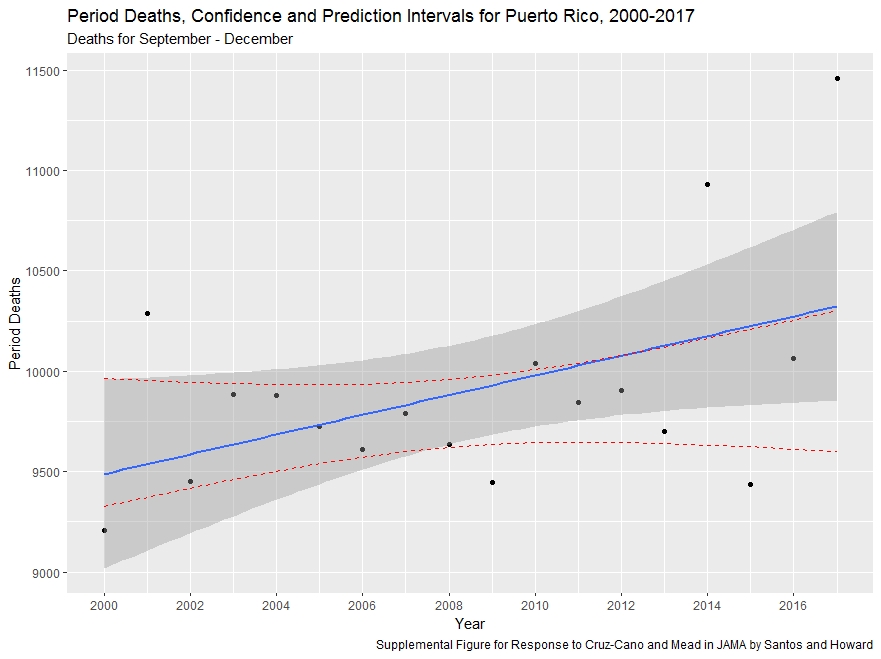 Period Deaths, Confidence and Prediction Intervals for Puerto Rico, 2000-2017
Deaths for September - December
11500
11000
10500
10000
9500
9000
Period Deaths
2000 2002 2004 2006 2008 2010 2012 2014 2016
Year
Supplemental Figure for Response to Cruz-Cano and Mead in JAMA by Santos and Howard